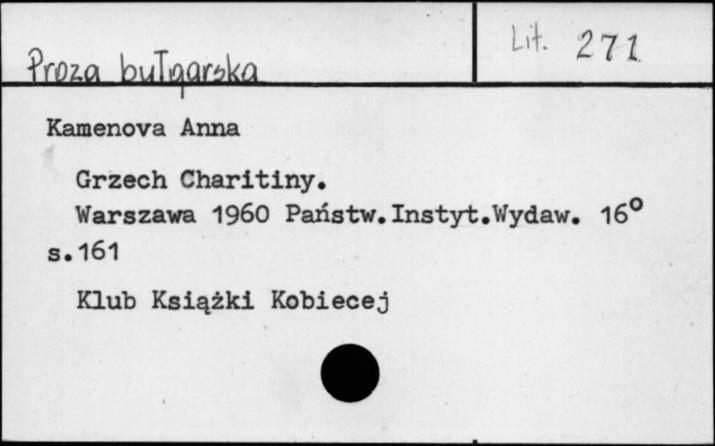 Proza bułgarska
Lit. 271
Kamenova Anna
Grzech Charitiny.
Warszawa 1960 Państw.Instyt.Wydaw. 16°
s.161
Klub Książki Kobiecej